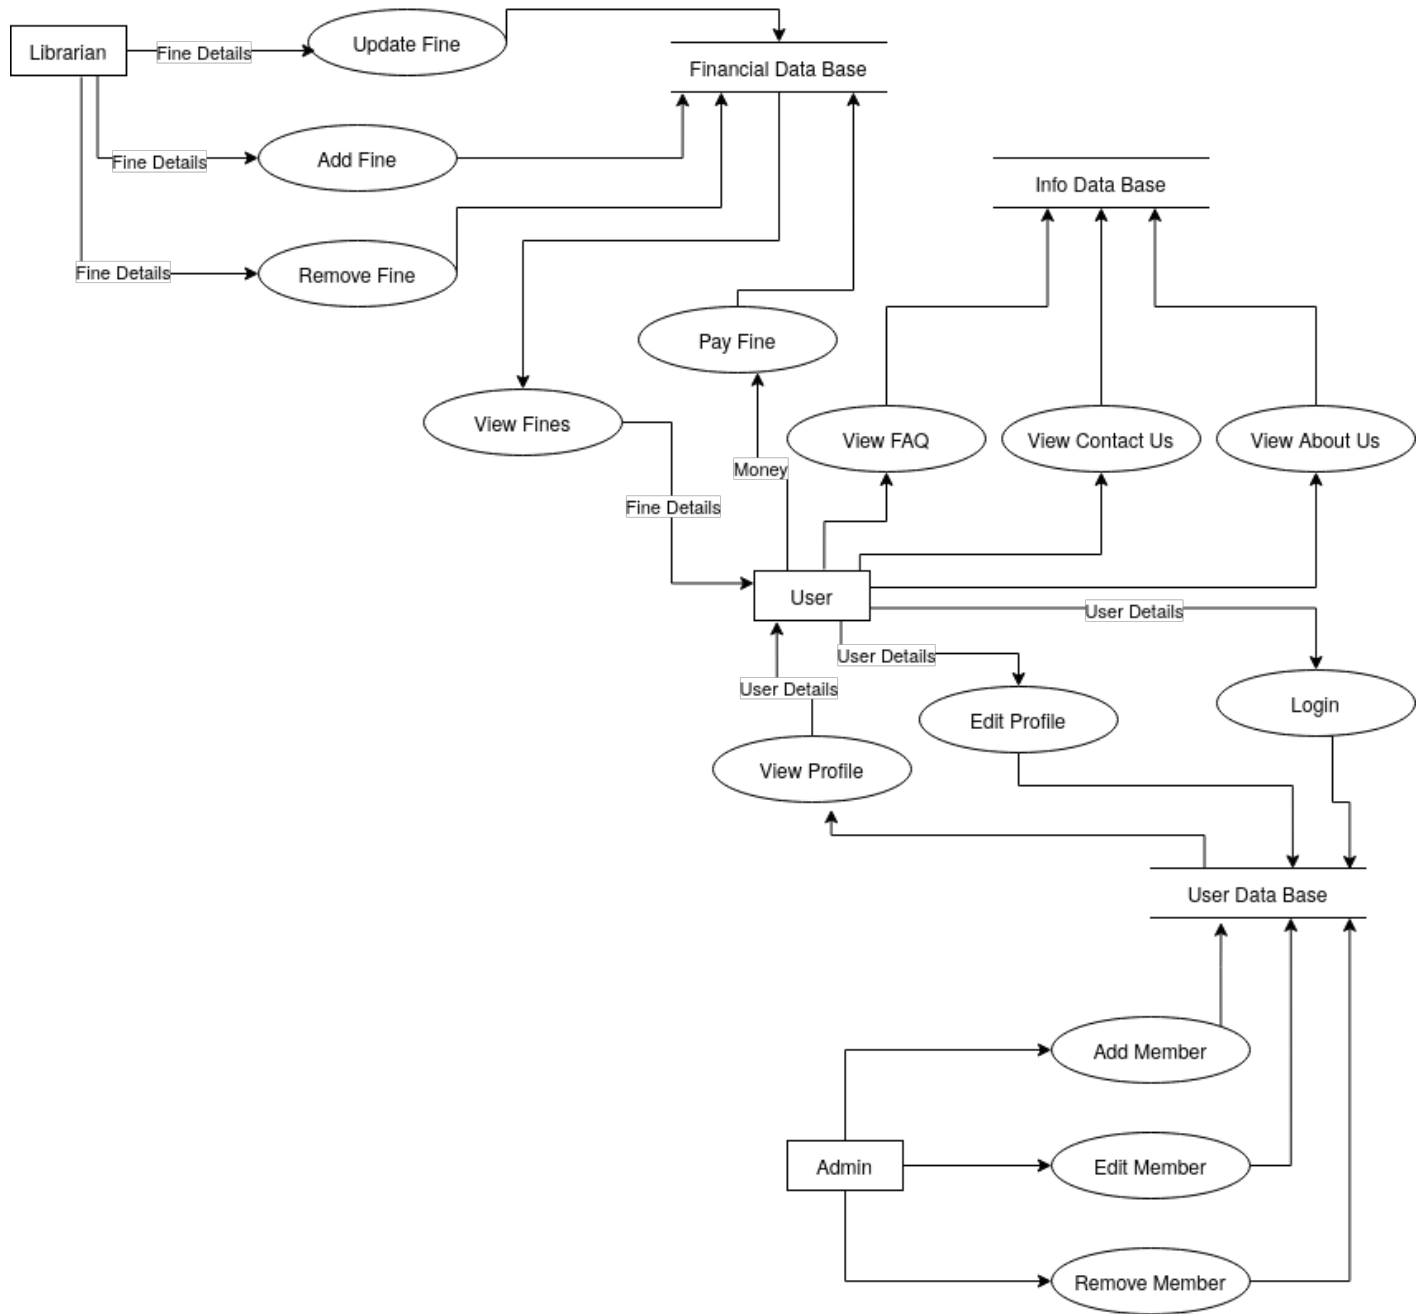 Librarian
Fine Details
Update Fine
Financial Data Base
Fine Details
Add Fine
Info Data Base
Fine Details
Remove Fine
Pay Fine
View Fines
View FAQ
View Contact Us
View About Us
Money
Fine Details
User
User Details
User Details
User Details
Edit Profile
Login
View Profile
User Data Base
Add Member
Admin
Edit Member
Remove Member